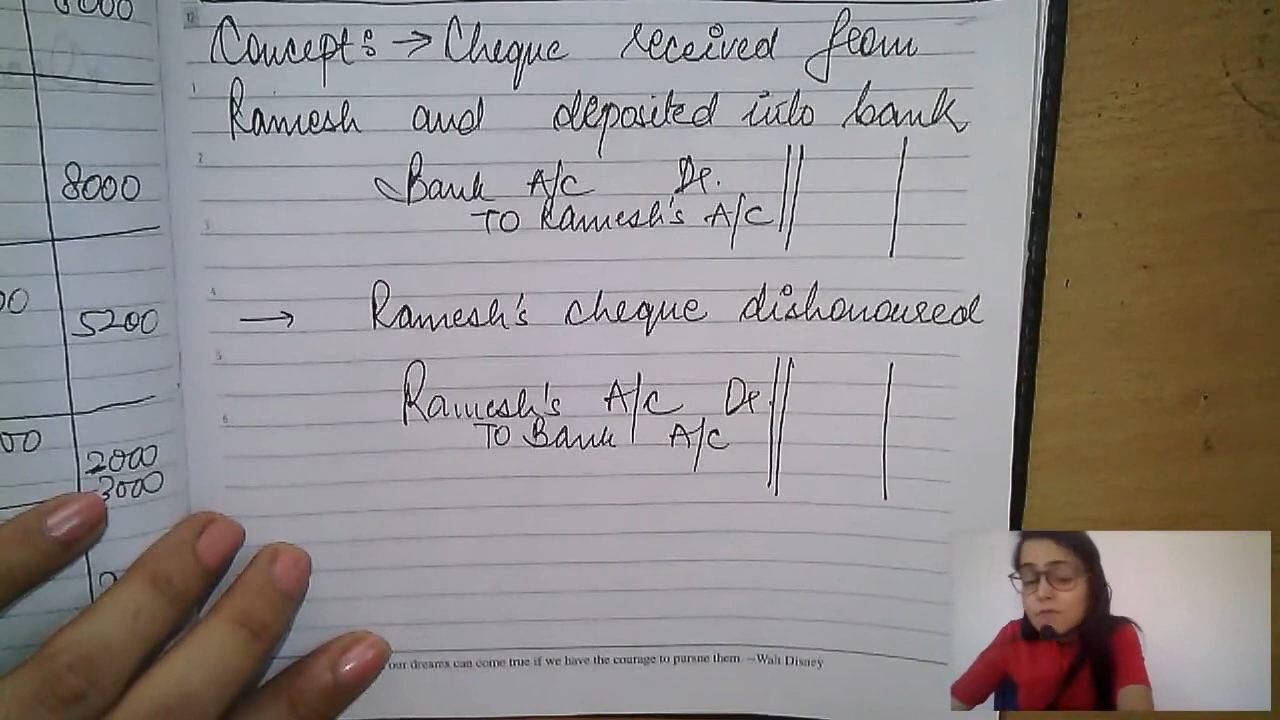 8000
5200
00
2000
3000
Concept: → Cheque received from
Ramesh and deposited into bank
Bank A/C Dr.
TO Ramesh's A/C
→ Ramesh's cheque dishonoured
Ramesh's A/C Dr.
TO Bank A/C
our dreams can come true if we have the courage to pursue them. ~Walt Disney